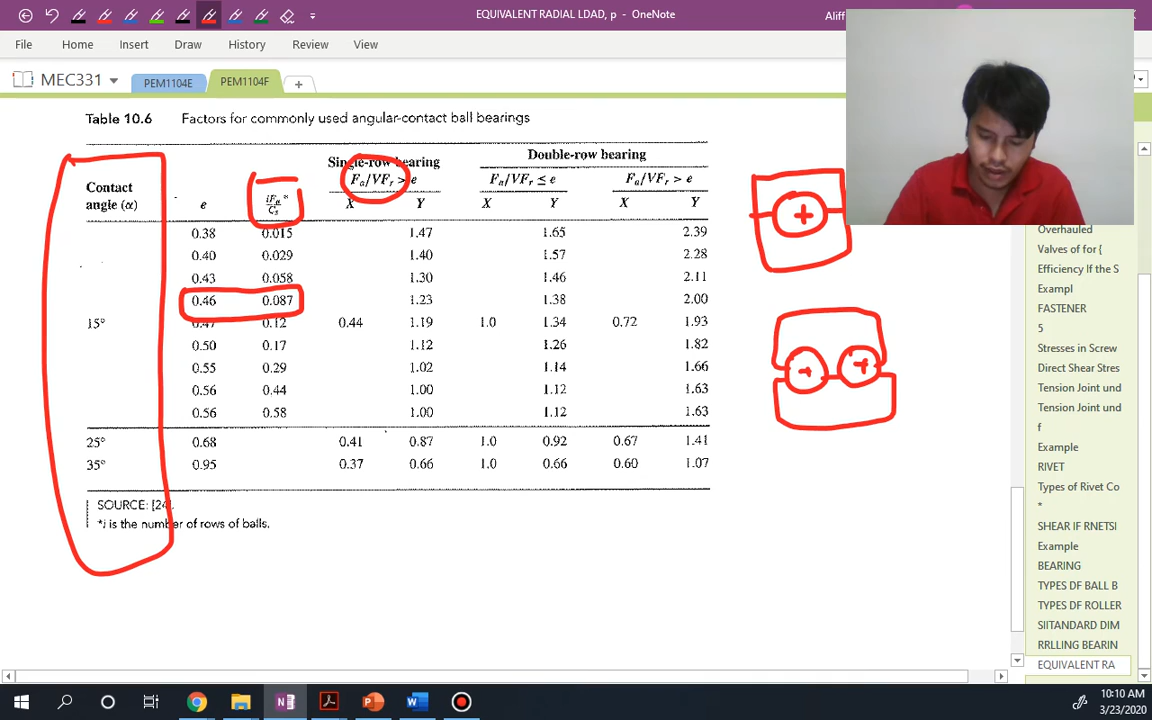 EQUIVALENT RADIAL LDAD, p - OneNote
Aliff
File Home Insert Draw History Review View
MEC331
PEM1104E
PEM1104F
Table 10.6 Factors for commonly used angular-contact ball bearings
Single-row bearing Double-row bearing
Contact angle (α) e iFa/Cs* Fa/VFr > e Fa/VFr ≤ e Fa/VFr > e
X Y X Y X Y
0.38 0.015 1.47 1.65 2.39
0.40 0.029 1.40 1.57 2.28
0.43 0.058 1.30 1.46 2.11
0.46 0.087 1.23 1.38 2.00
15° 0.47 0.12 0.44 1.19 1.0 1.34 0.72 1.93
0.50 0.17 1.12 1.26 1.82
0.55 0.29 1.02 1.14 1.66
0.56 0.44 1.00 1.12 1.63
0.56 0.58 1.00 1.12 1.63
25° 0.68 0.41 0.87 1.0 0.92 0.67 1.41
35° 0.95 0.37 0.66 1.0 0.66 0.60 1.07
SOURCE: [24].
*i is the number of rows of balls.
+
+ +
Overhauled
Valves of for {
Efficiency If the S
Exampl
FASTENER
5
Stresses in Screw
Direct Shear Stres
Tension Joint und
Tension Joint und
f
Example
RIVET
Types of Rivet Co
*
SHEAR IF RNETSI
Example
BEARING
TYPES DF BALL B
TYPES DF ROLLER
SIITANDARD DIM
RRLLING BEARIN
EQUIVALENT RA
10:10 AM
3/23/2020